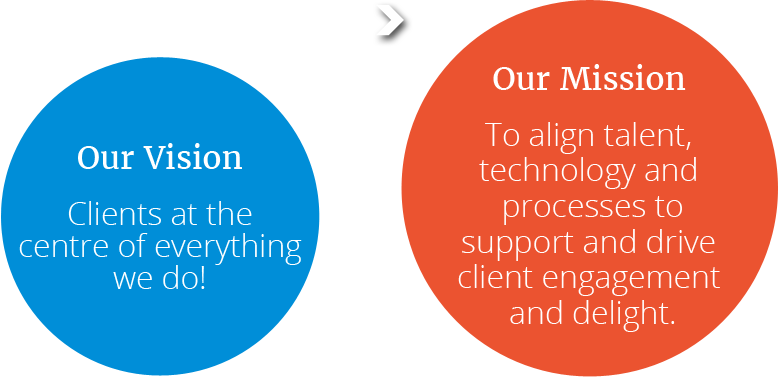 Our Vision
Clients at the
centre of everything
we do!
Our Mission
To align talent,
technology and
processes to
support and drive
client engagement
and delight.